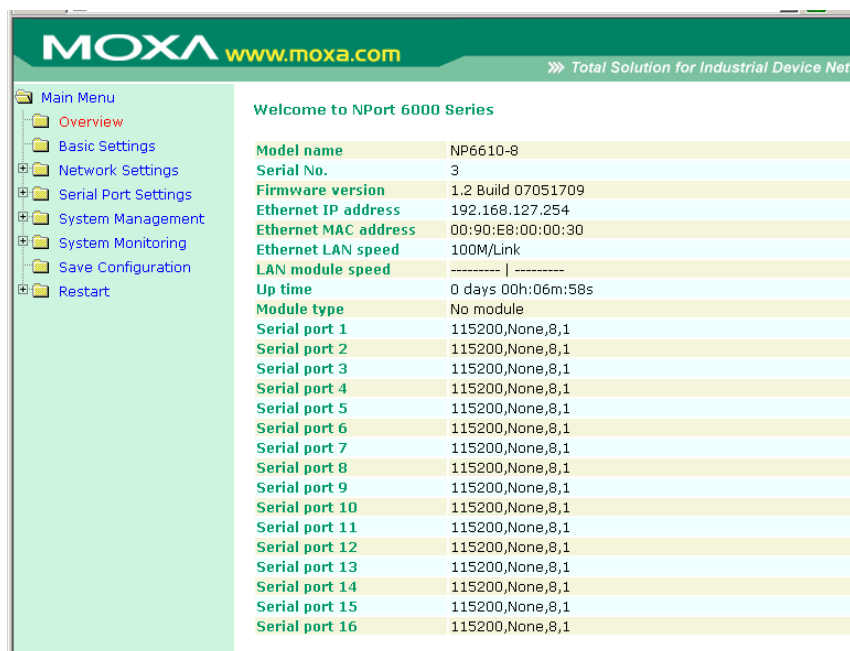 MOXA www.moxa.com
Total Solution for Industrial Device Net
Main Menu
Overview
Basic Settings
Network Settings
Serial Port Settings
System Management
System Monitoring
Save Configuration
Restart
Welcome to NPort 6000 Series
Model name NP6610-8
Serial No. 3
Firmware version 1.2 Build 07051709
Ethernet IP address 192.168.127.254
Ethernet MAC address 00:90:E8:00:00:30
Ethernet LAN speed 100M/Link
LAN module speed --------- | ---------
Up time 0 days 00h:06m:58s
Module type No module
Serial port 1 115200,None,8,1
Serial port 2 115200,None,8,1
Serial port 3 115200,None,8,1
Serial port 4 115200,None,8,1
Serial port 5 115200,None,8,1
Serial port 6 115200,None,8,1
Serial port 7 115200,None,8,1
Serial port 8 115200,None,8,1
Serial port 9 115200,None,8,1
Serial port 10 115200,None,8,1
Serial port 11 115200,None,8,1
Serial port 12 115200,None,8,1
Serial port 13 115200,None,8,1
Serial port 14 115200,None,8,1
Serial port 15 115200,None,8,1
Serial port 16 115200,None,8,1